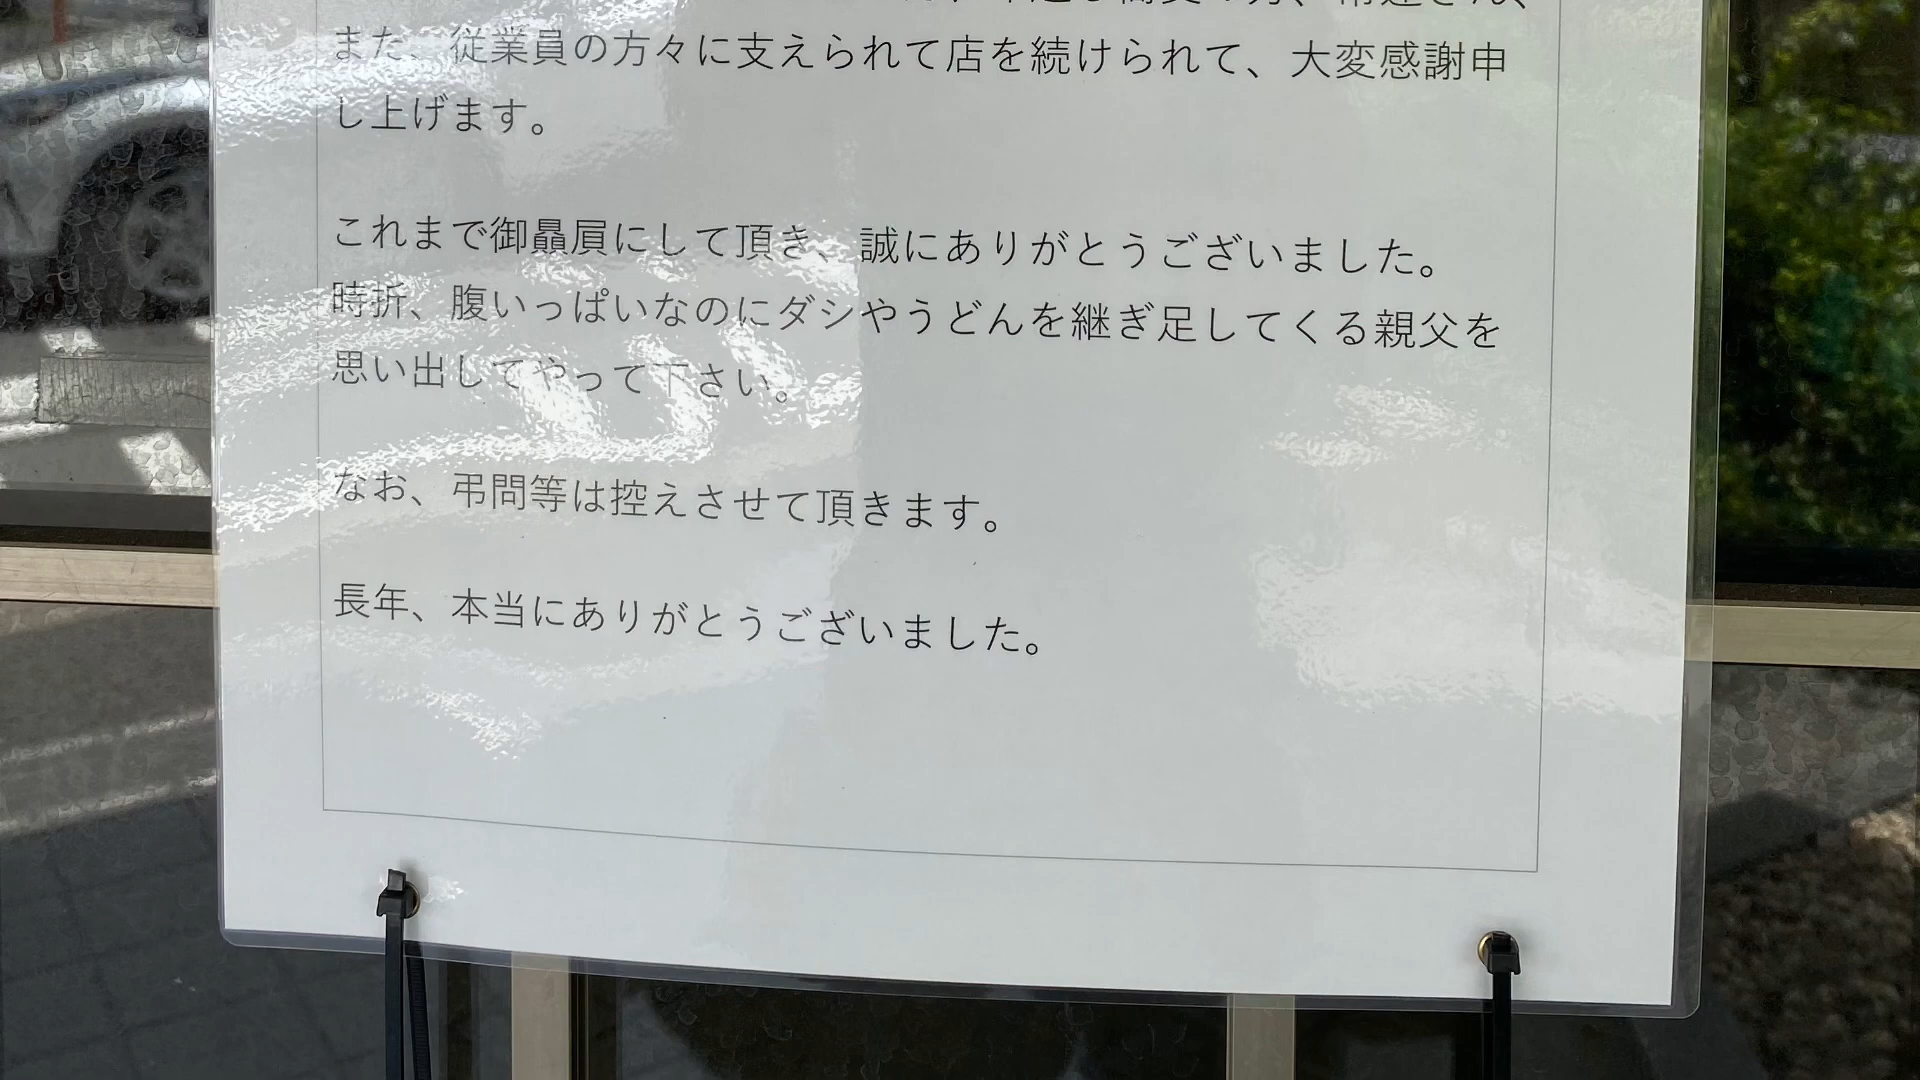 また、従業員の方々に支えられて店を続けられて、大変感謝申
し上げます。
これまで御贔屓にして頂き、誠にありがとうございました。
時折、腹いっぱいなのにダシやうどんを継ぎ足してくる親父を
思い出してやって下さい。
なお、弔問等は控えさせて頂きます。
長年、本当にありがとうございました。